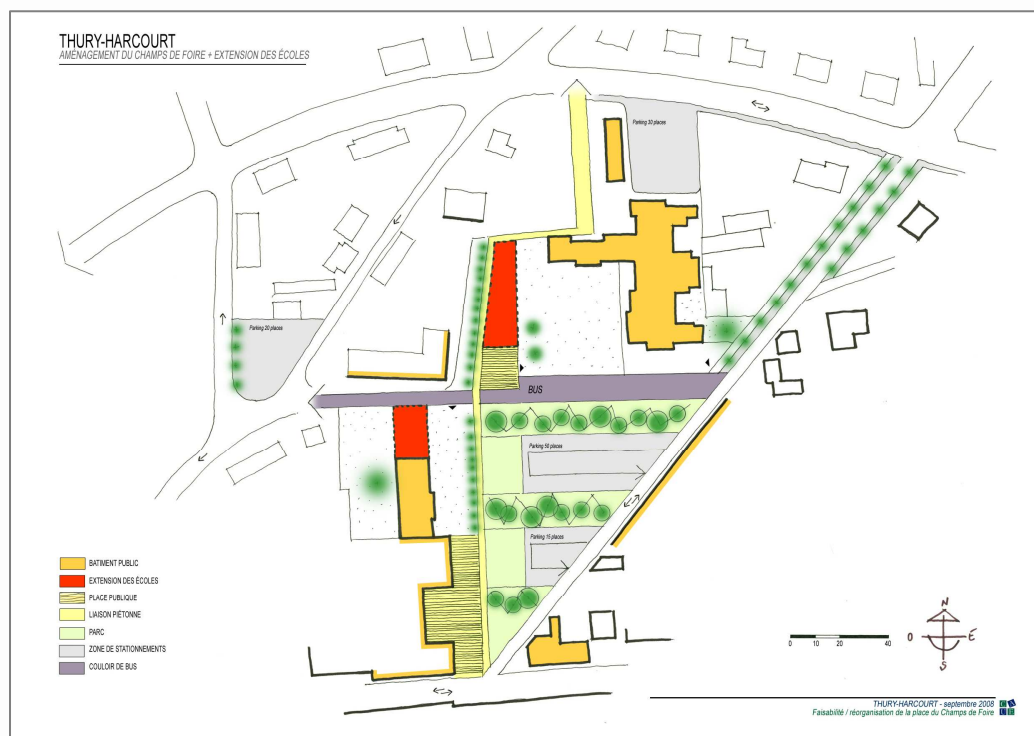 THURY-HARCOURT
AMÉNAGEMENT DU CHAMPS DE FOIRE + EXTENSION DES ÉCOLES
Parking 30 places
Parking 20 places
BUS
Parking 50 places
Parking 15 places
BATIMENT PUBLIC
EXTENSION DES ÉCOLES
PLACE PUBLIQUE
LIAISON PIÉTONNE
PARC
ZONE DE STATIONNEMENTS
COULOIR DE BUS
N
O
É
S
0 10 20 40
THURY-HARCOURT - septembre 2008
Faisabilité / réorganisation de la place du Champs de Foire